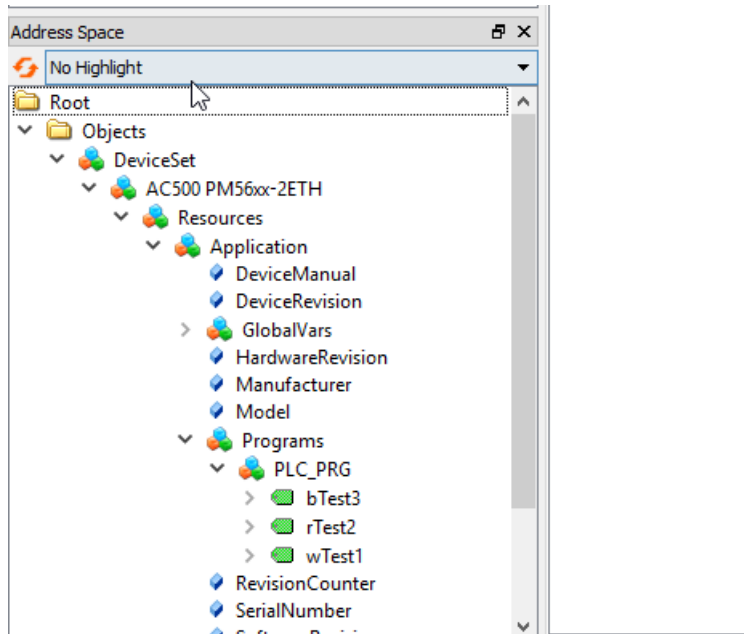 Address Space
No Highlight
Root
Objects
DeviceSet
AC500 PM56xx-2ETH
Resources
Application
DeviceManual
DeviceRevision
GlobalVars
HardwareRevision
Manufacturer
Model
Programs
PLC_PRG
bTest3
rTest2
wTest1
RevisionCounter
SerialNumber